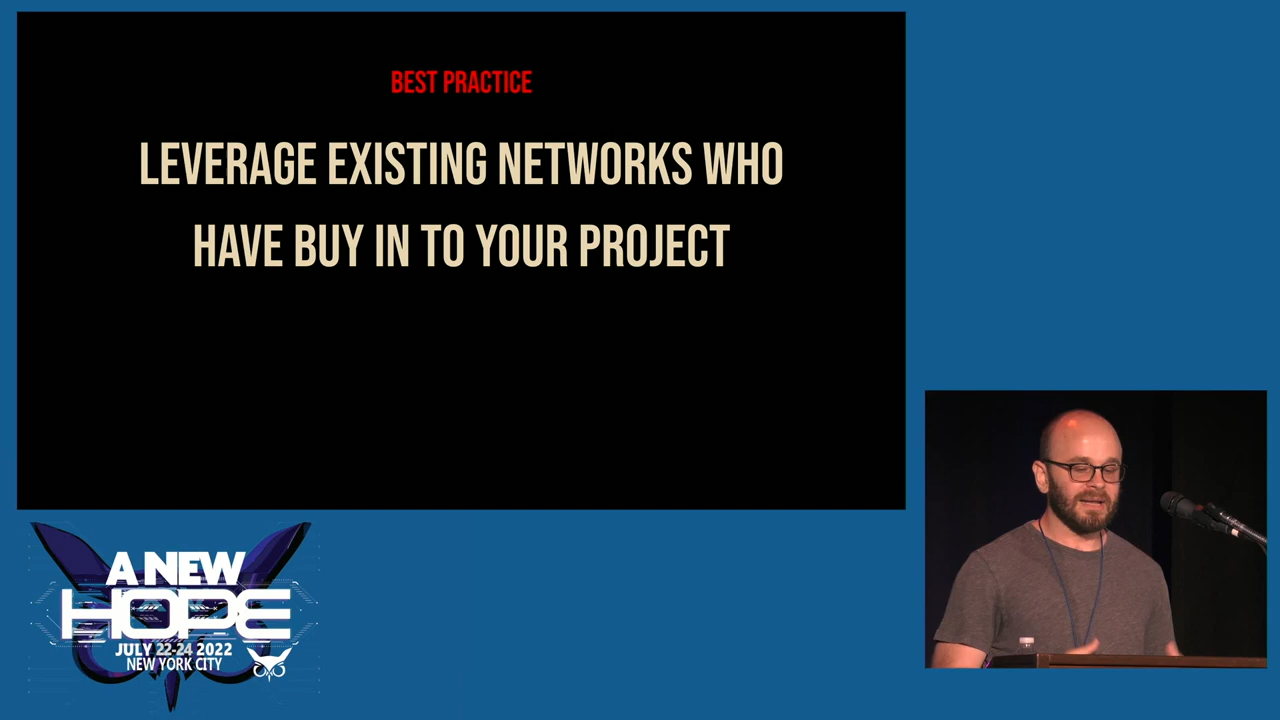 BEST PRACTICE
LEVERAGE EXISTING NETWORKS WHO
HAVE BUY IN TO YOUR PROJECT
A NEW
HOPE
JULY 22-24 2022
NEW YORK CITY